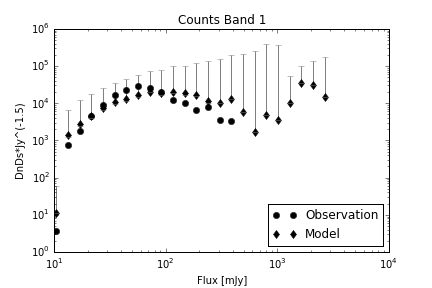 Counts Band 1
DnDs*Jy^(-1.5)
10^6
10^5
10^4
10^3
10^2
10^1
10^0
10^1 10^2 10^3 10^4
Flux [mJy]
Observation
Model